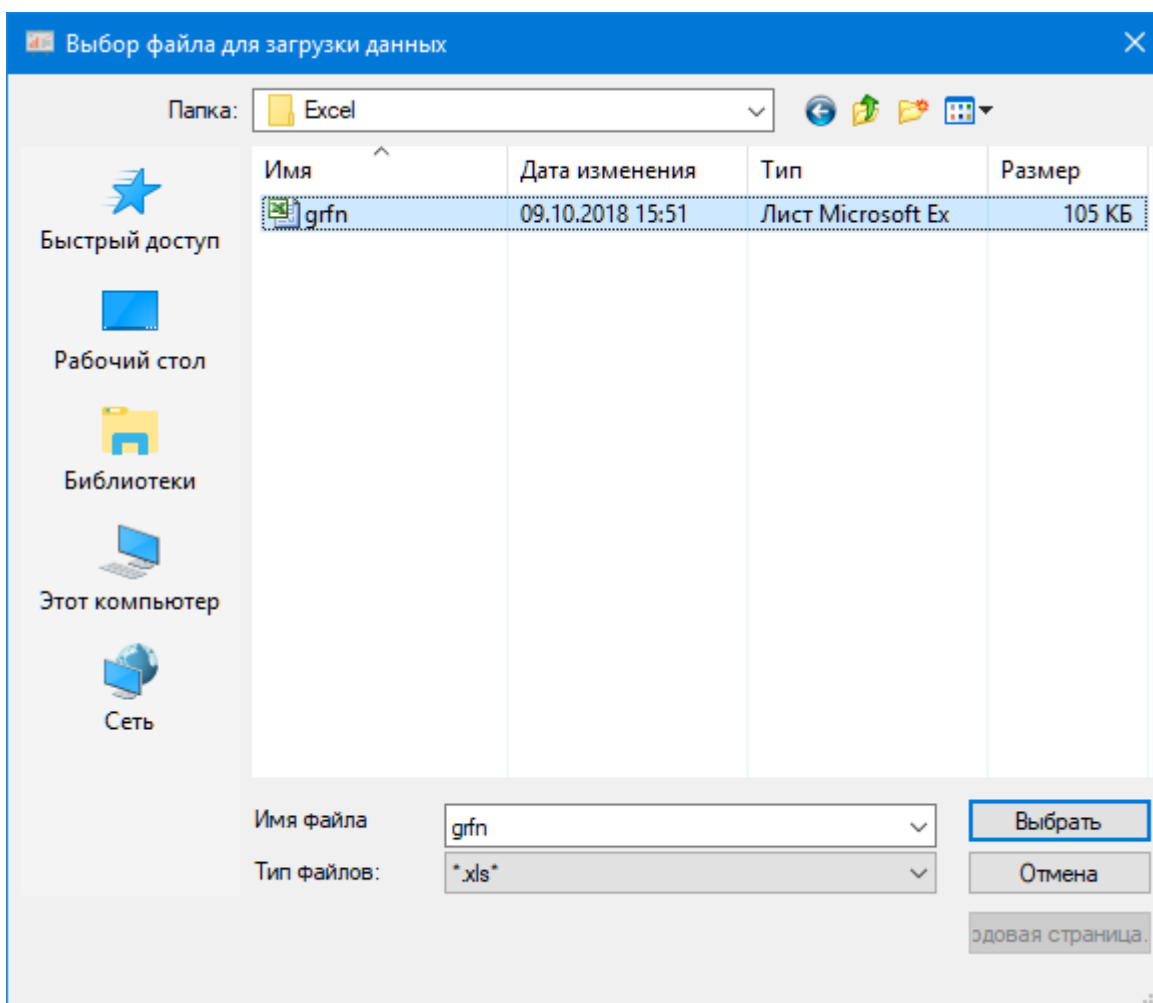 Выбор файла для загрузки данных
Папка: Excel
Имя Дата изменения Тип Размер
grfn 09.10.2018 15:51 Лист Microsoft Ex 105 КБ
Быстрый доступ
Рабочий стол
Библиотеки
Этот компьютер
Сеть
Имя файла grfn Выбрать
Тип файлов: *.xls* Отмена
одовая страница.